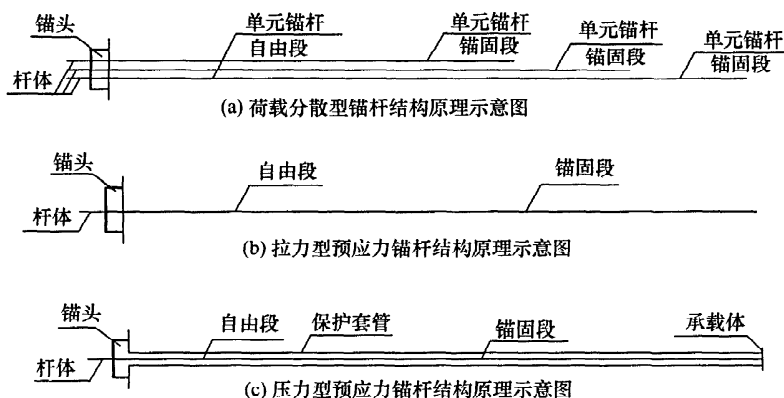 锚头
单元锚杆
自由段
单元锚杆
锚固段
单元锚杆
锚固段
单元锚杆
锚固段
杆体
(a) 荷载分散型锚杆结构原理示意图
锚头
自由段
锚固段
杆体
(b) 拉力型预应力锚杆结构原理示意图
锚头
自由段
保护套管
锚固段
承载体
杆体
(c) 压力型预应力锚杆结构原理示意图